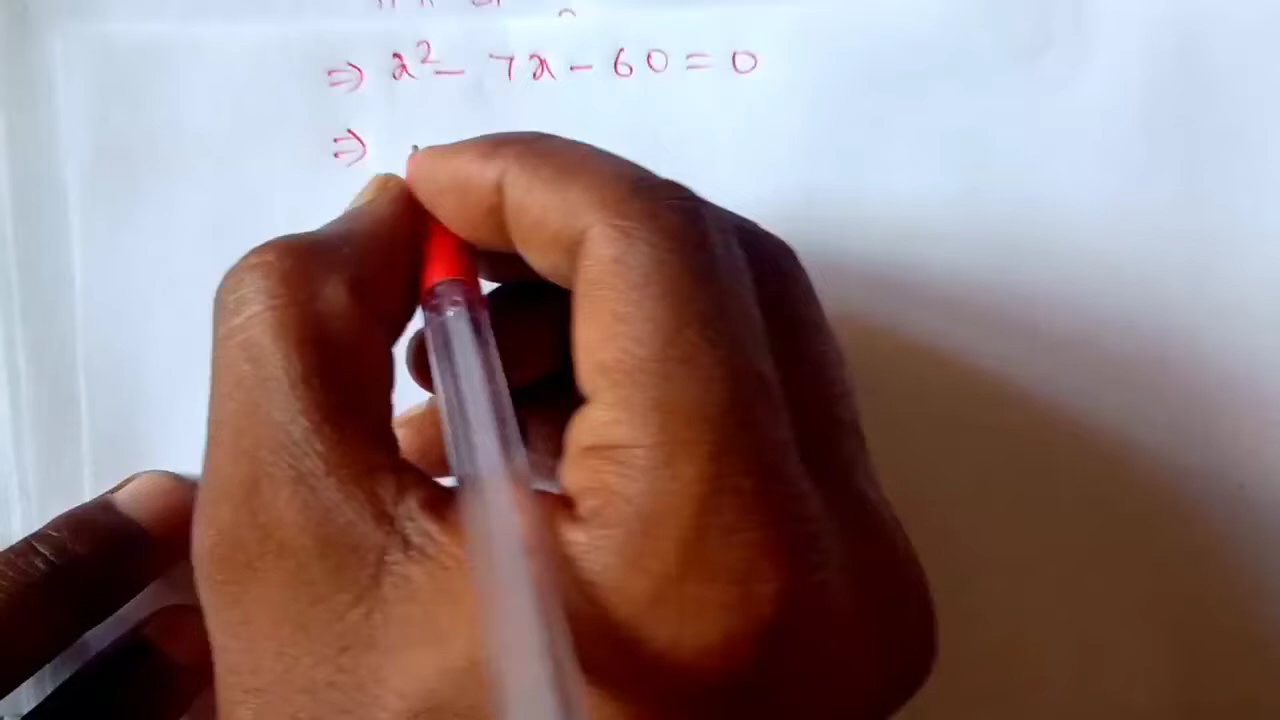 ⇒ x² - 7x - 60 = 0
⇒